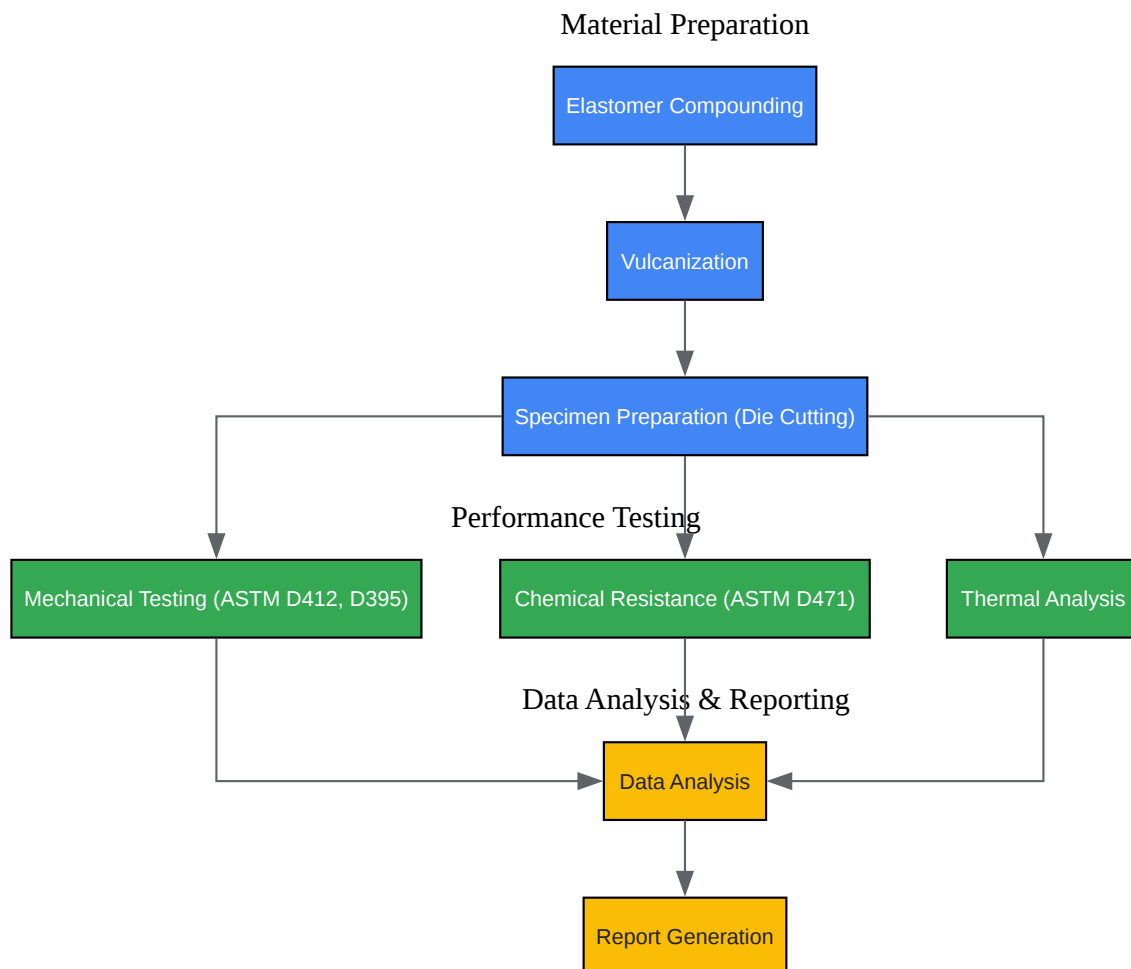 Material Preparation
Elastomer Compounding
Vulcanization
Specimen Preparation (Die Cutting)
Performance Testing
Mechanical Testing (ASTM D412, D395)
Chemical Resistance (ASTM D471)
Thermal Analysis
Data Analysis & Reporting
Data Analysis
Report Generation